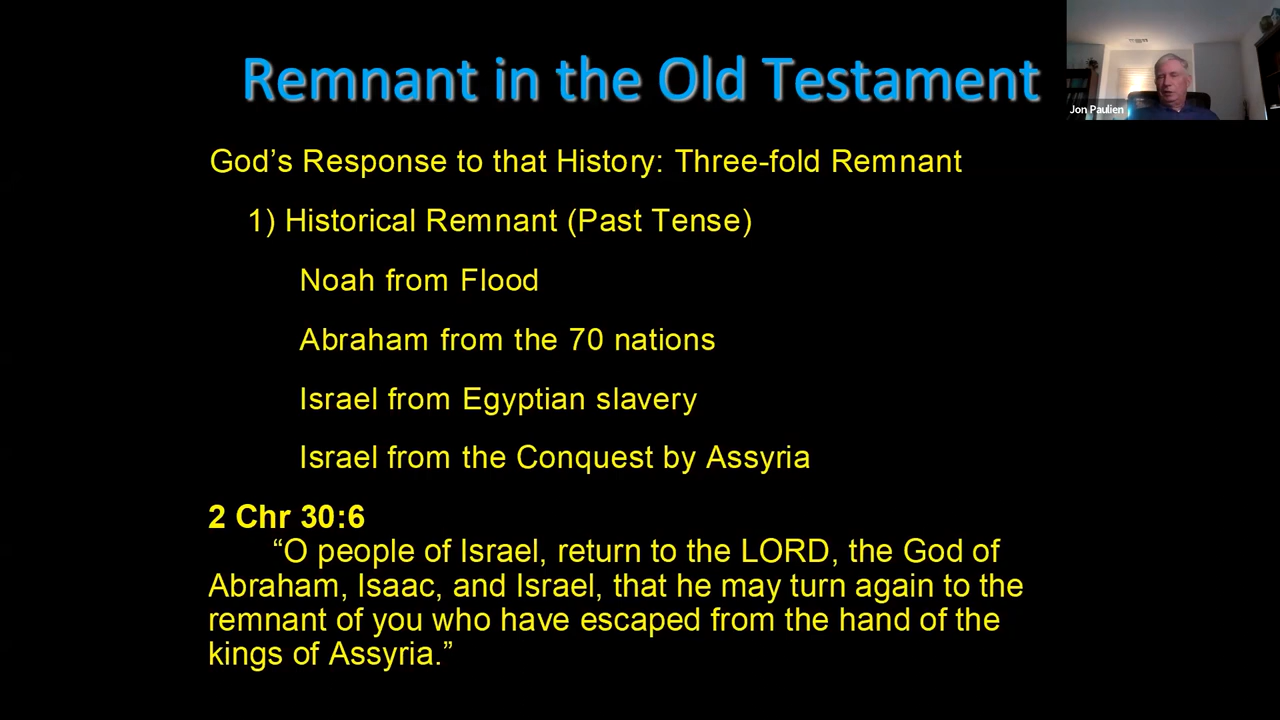 Remnant in the Old Testament
Jon Paulien
God’s Response to that History: Three-fold Remnant
1) Historical Remnant (Past Tense)
Noah from Flood
Abraham from the 70 nations
Israel from Egyptian slavery
Israel from the Conquest by Assyria
2 Chr 30:6
“O people of Israel, return to the LORD, the God of
Abraham, Isaac, and Israel, that he may turn again to the
remnant of you who have escaped from the hand of the
kings of Assyria.”